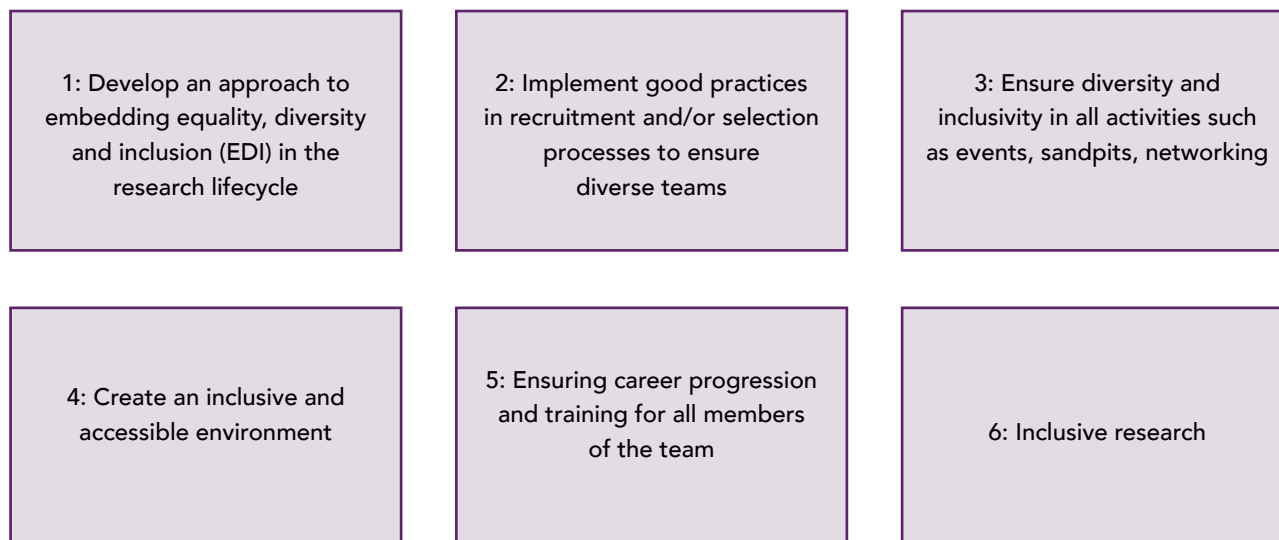 1: Develop an approach to
embedding equality, diversity
and inclusion (EDI) in the
research lifecycle
2: Implement good practices
in recruitment and/or selection
processes to ensure
diverse teams
3: Ensure diversity and
inclusivity in all activities such
as events, sandpits, networking
4: Create an inclusive and
accessible environment
5: Ensuring career progression
and training for all members
of the team
6: Inclusive research